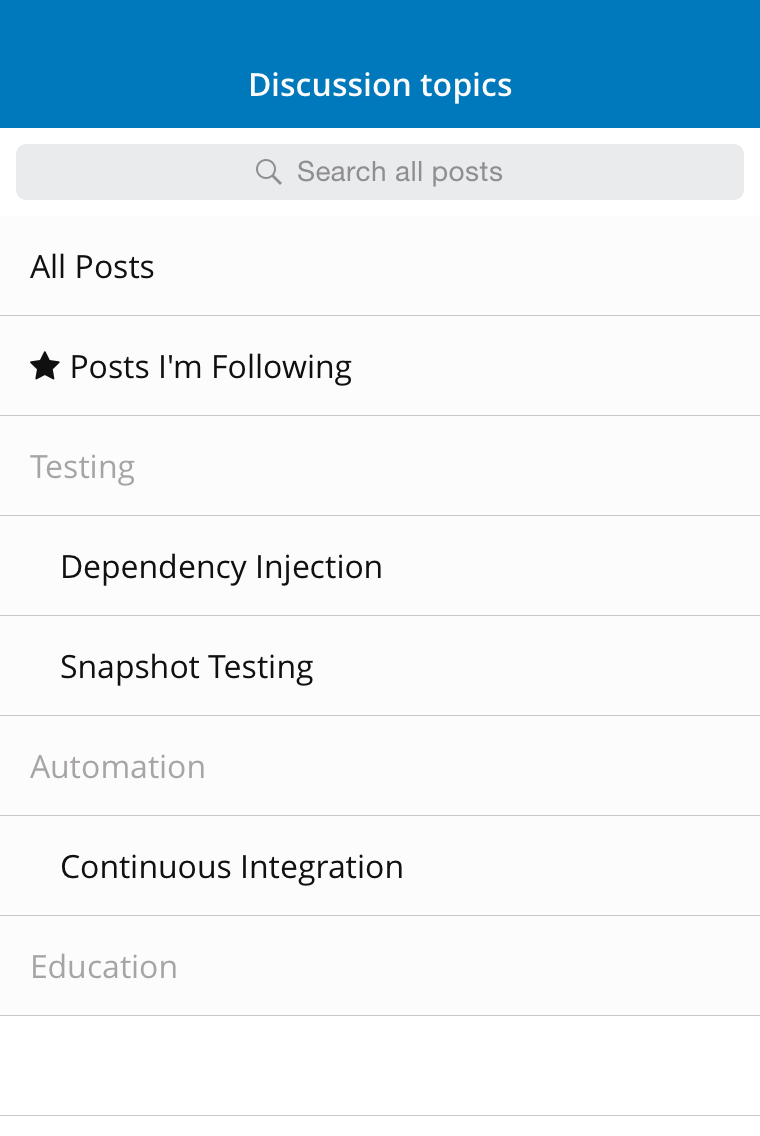 Discussion topics
Search all posts
All Posts
Posts I'm Following
Testing
Dependency Injection
Snapshot Testing
Automation
Continuous Integration
Education